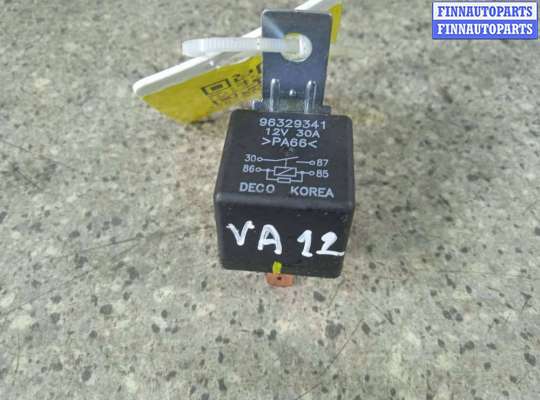 FINNAUTOPARTS
FINNAUTOPARTS
96329341
12V 30A
>PA66<
30 87
86 85
DECO KOREA
VA 12